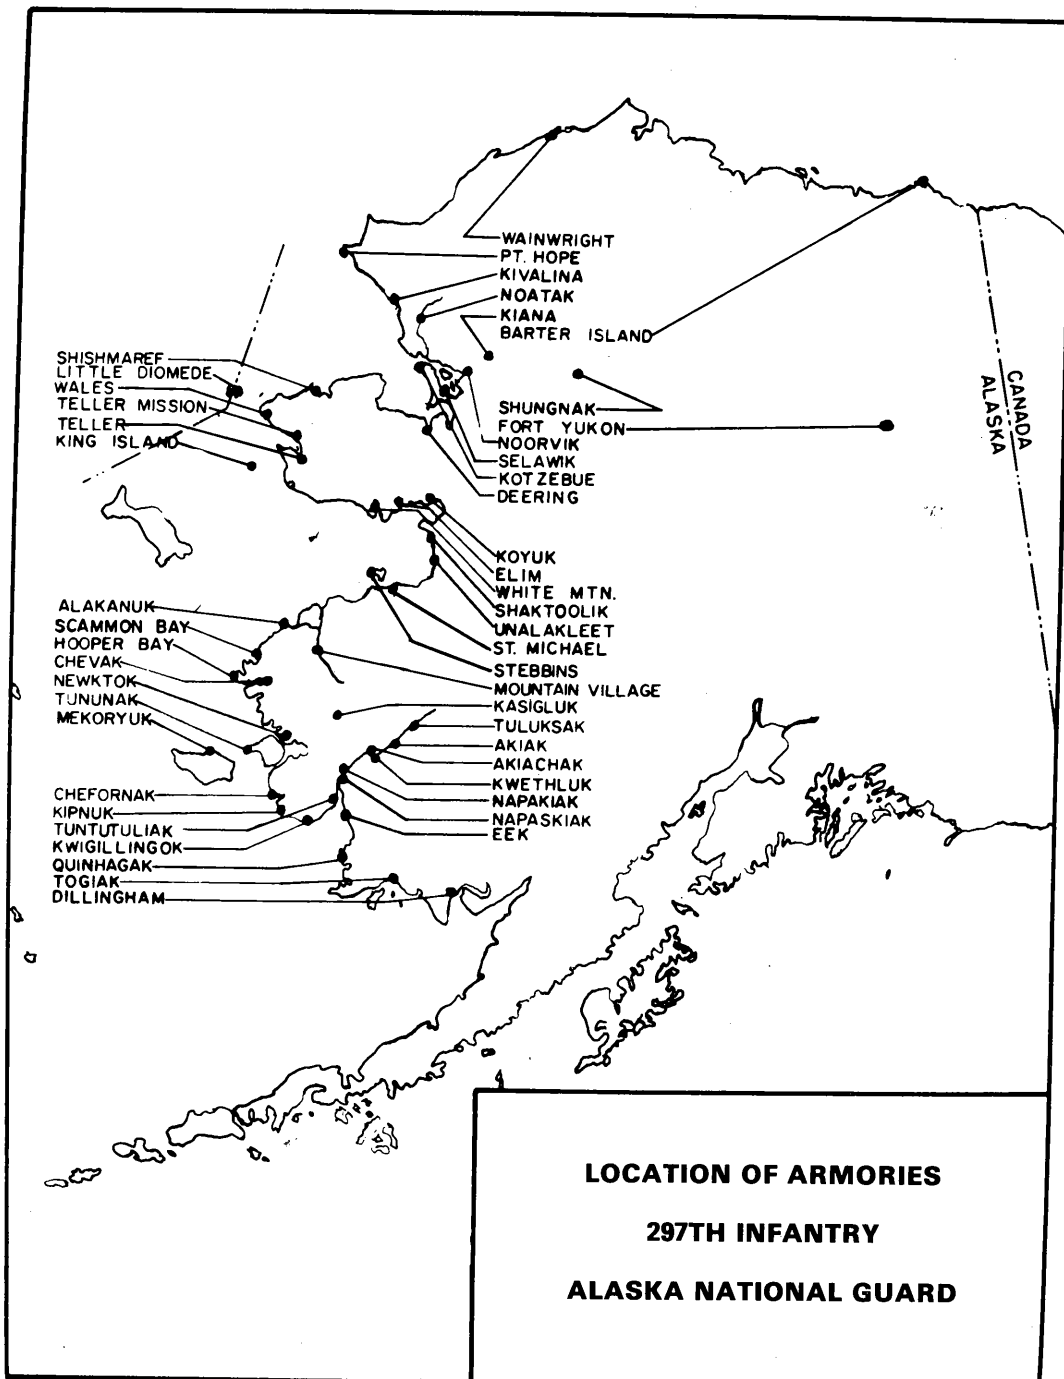 WAINWRIGHT
PT. HOPE
KIVALINA
NOATAK
KIANA
BARTER ISLAND
SHISHMAREF
LITTLE DIOMEDE
WALES
TELLER MISSION
TELLER
KING ISLAND
SHUNGNAK
FORT YUKON
NOORVIK
SELAWIK
KOTZEBUE
DEERING
CANADA
ALASKA
KOYUK
ELIM
WHITE MTN.
SHAKTOOLIK
UNALAKLEET
ST. MICHAEL
STEBBINS
MOUNTAIN VILLAGE
KASIGLUK
TULUKSAK
AKIAK
AKIACHAK
KWETHLUK
NAPAKIAK
NAPASKIAK
EEK
ALAKANUK
SCAMMON BAY
HOOPER BAY
CHEVAK
NEWKTOK
TUNUNAK
MEKORYUK
CHEFORNAK
KIPNUK
TUNTUTULIAK
KWIGILLINGOK
QUINHAGAK
TOGIAK
DILLINGHAM
LOCATION OF ARMORIES
297TH INFANTRY
ALASKA NATIONAL GUARD